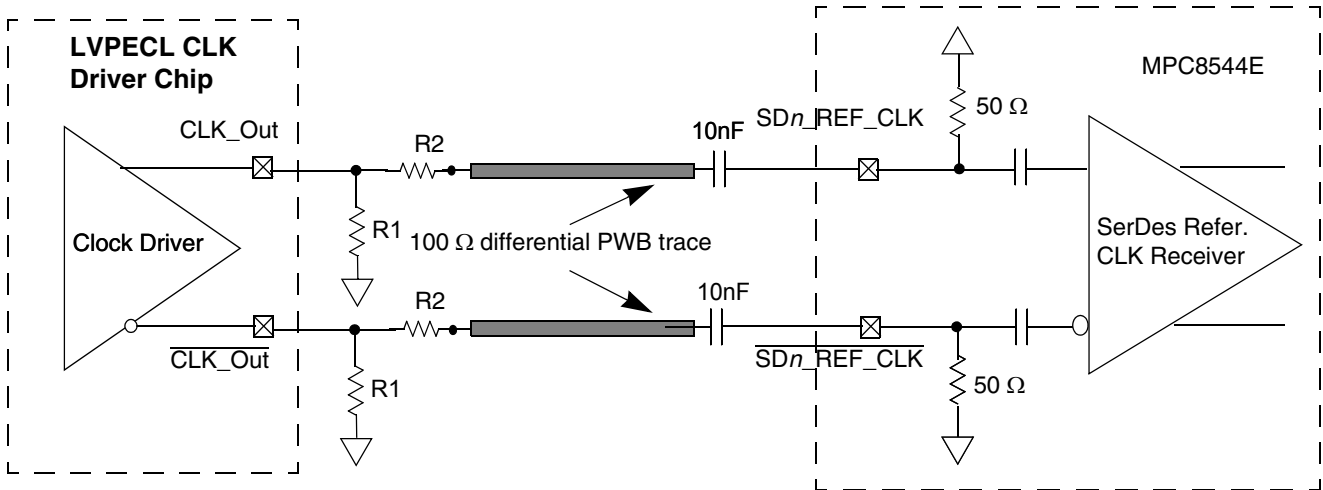 LVPECL CLK
Driver Chip
MPC8544E
CLK_Out
R2
10nF
SDn_REF_CLK
50 Ω
Clock Driver
R1
100 Ω differential PWB trace
SerDes Refer.
CLK Receiver
R2
10nF
CLK_Out
SDn_REF_CLK
R1
50 Ω